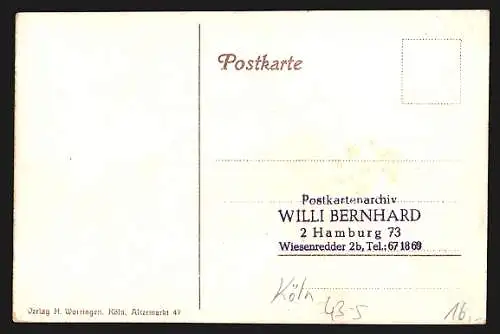 Postkarte
Postkartenarchiv
WILLI BERNHARD
2 Hamburg 73
Wiesenredder 2b, Tel.: 67 18 69
Köln
43-5
16,-
Verlag H. Worringen. Köln, Altermarkt 47